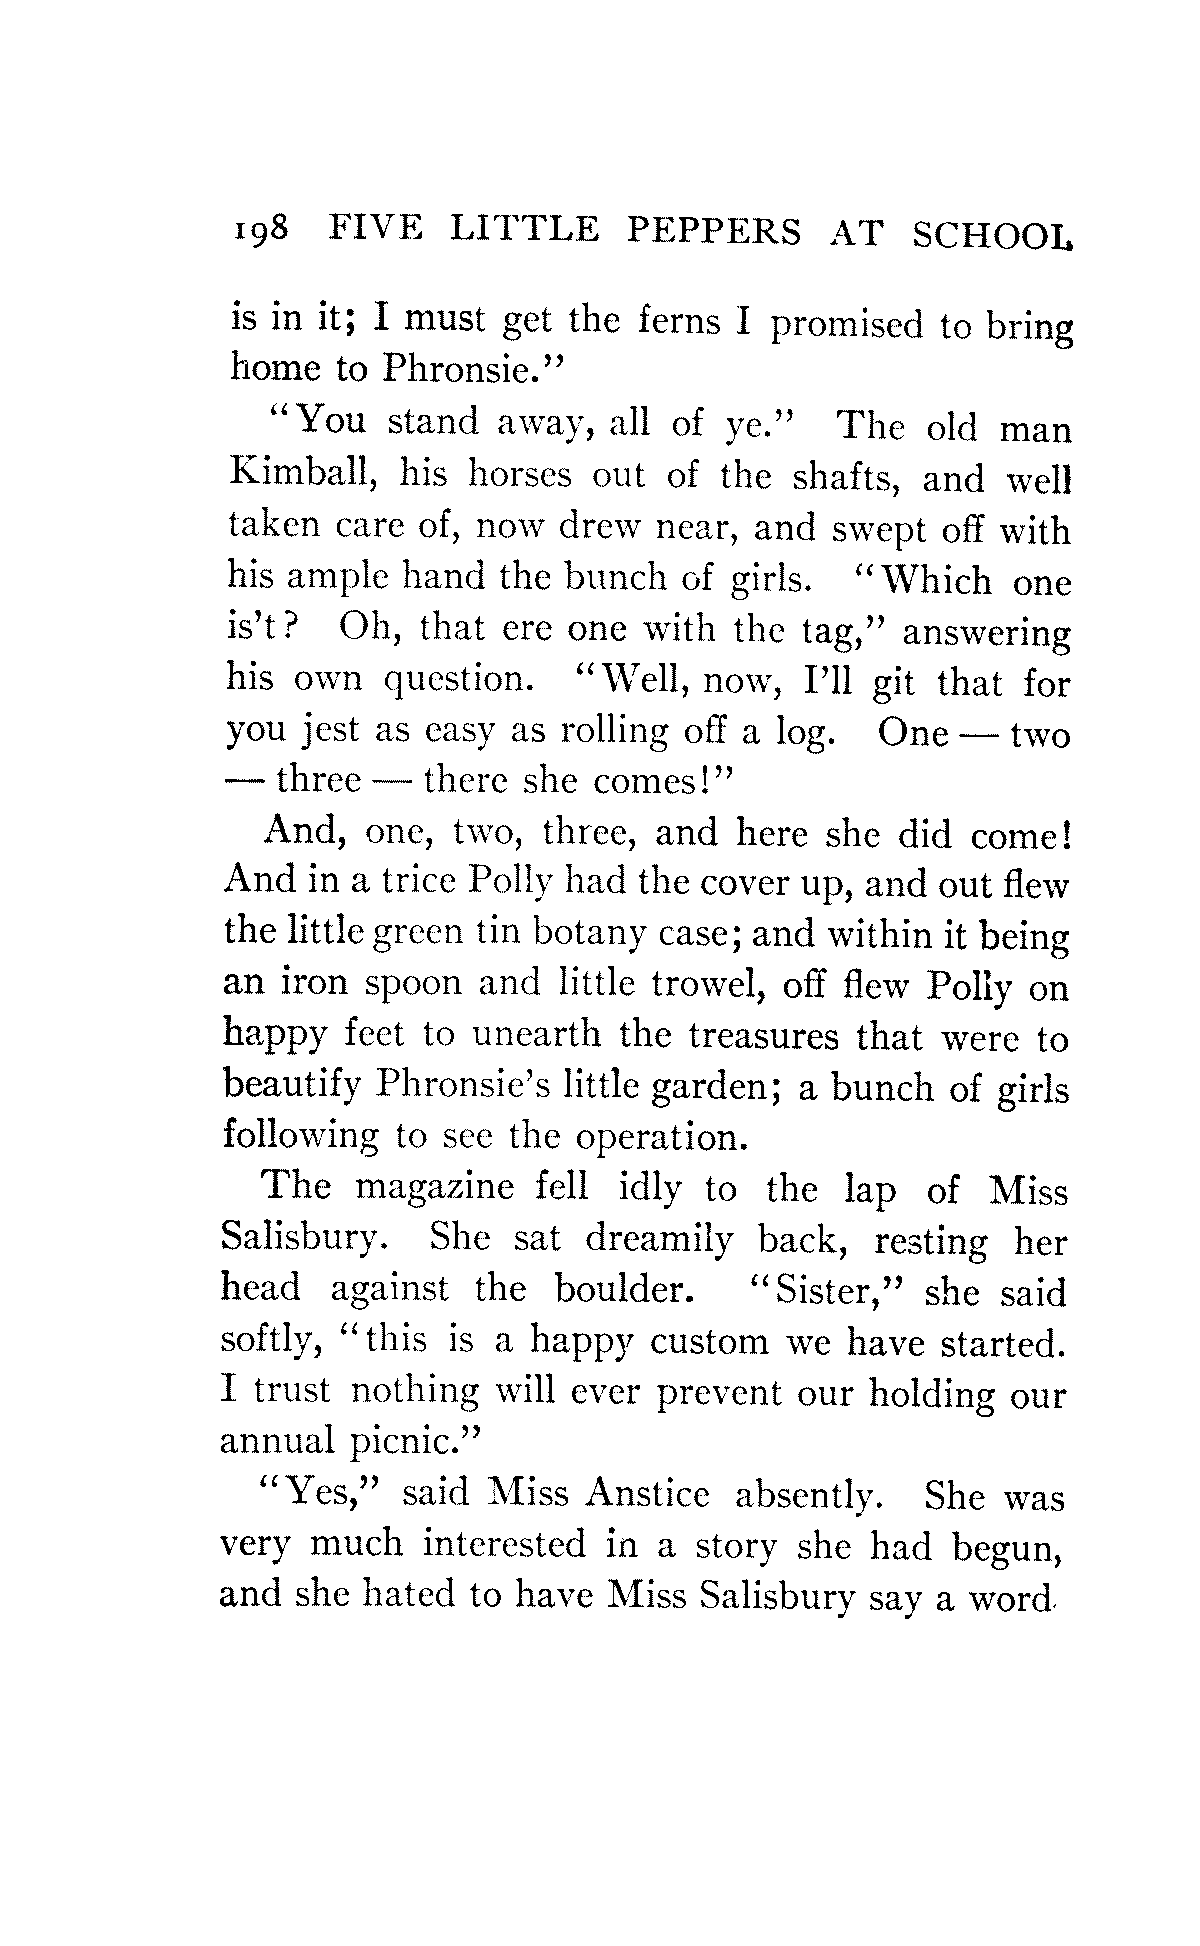 198 FIVE LITTLE PEPPERS AT SCHOOL
is in it; I must get the ferns I promised to bring
home to Phronsie."
"You stand away, all of ye." The old man
Kimball, his horses out of the shafts, and well
taken care of, now drew near, and swept off with
his ample hand the bunch of girls. "Which one
is't? Oh, that ere one with the tag," answering
his own question. "Well, now, I'll git that for
you jest as easy as rolling off a log. One — two
— three — there she comes!"
And, one, two, three, and here she did come!
And in a trice Polly had the cover up, and out flew
the little green tin botany case; and within it being
an iron spoon and little trowel, off flew Polly on
happy feet to unearth the treasures that were to
beautify Phronsie's little garden; a bunch of girls
following to see the operation.
The magazine fell idly to the lap of Miss
Salisbury. She sat dreamily back, resting her
head against the boulder. "Sister," she said
softly, "this is a happy custom we have started.
I trust nothing will ever prevent our holding our
annual picnic."
"Yes," said Miss Anstice absently. She was
very much interested in a story she had begun,
and she hated to have Miss Salisbury say a word